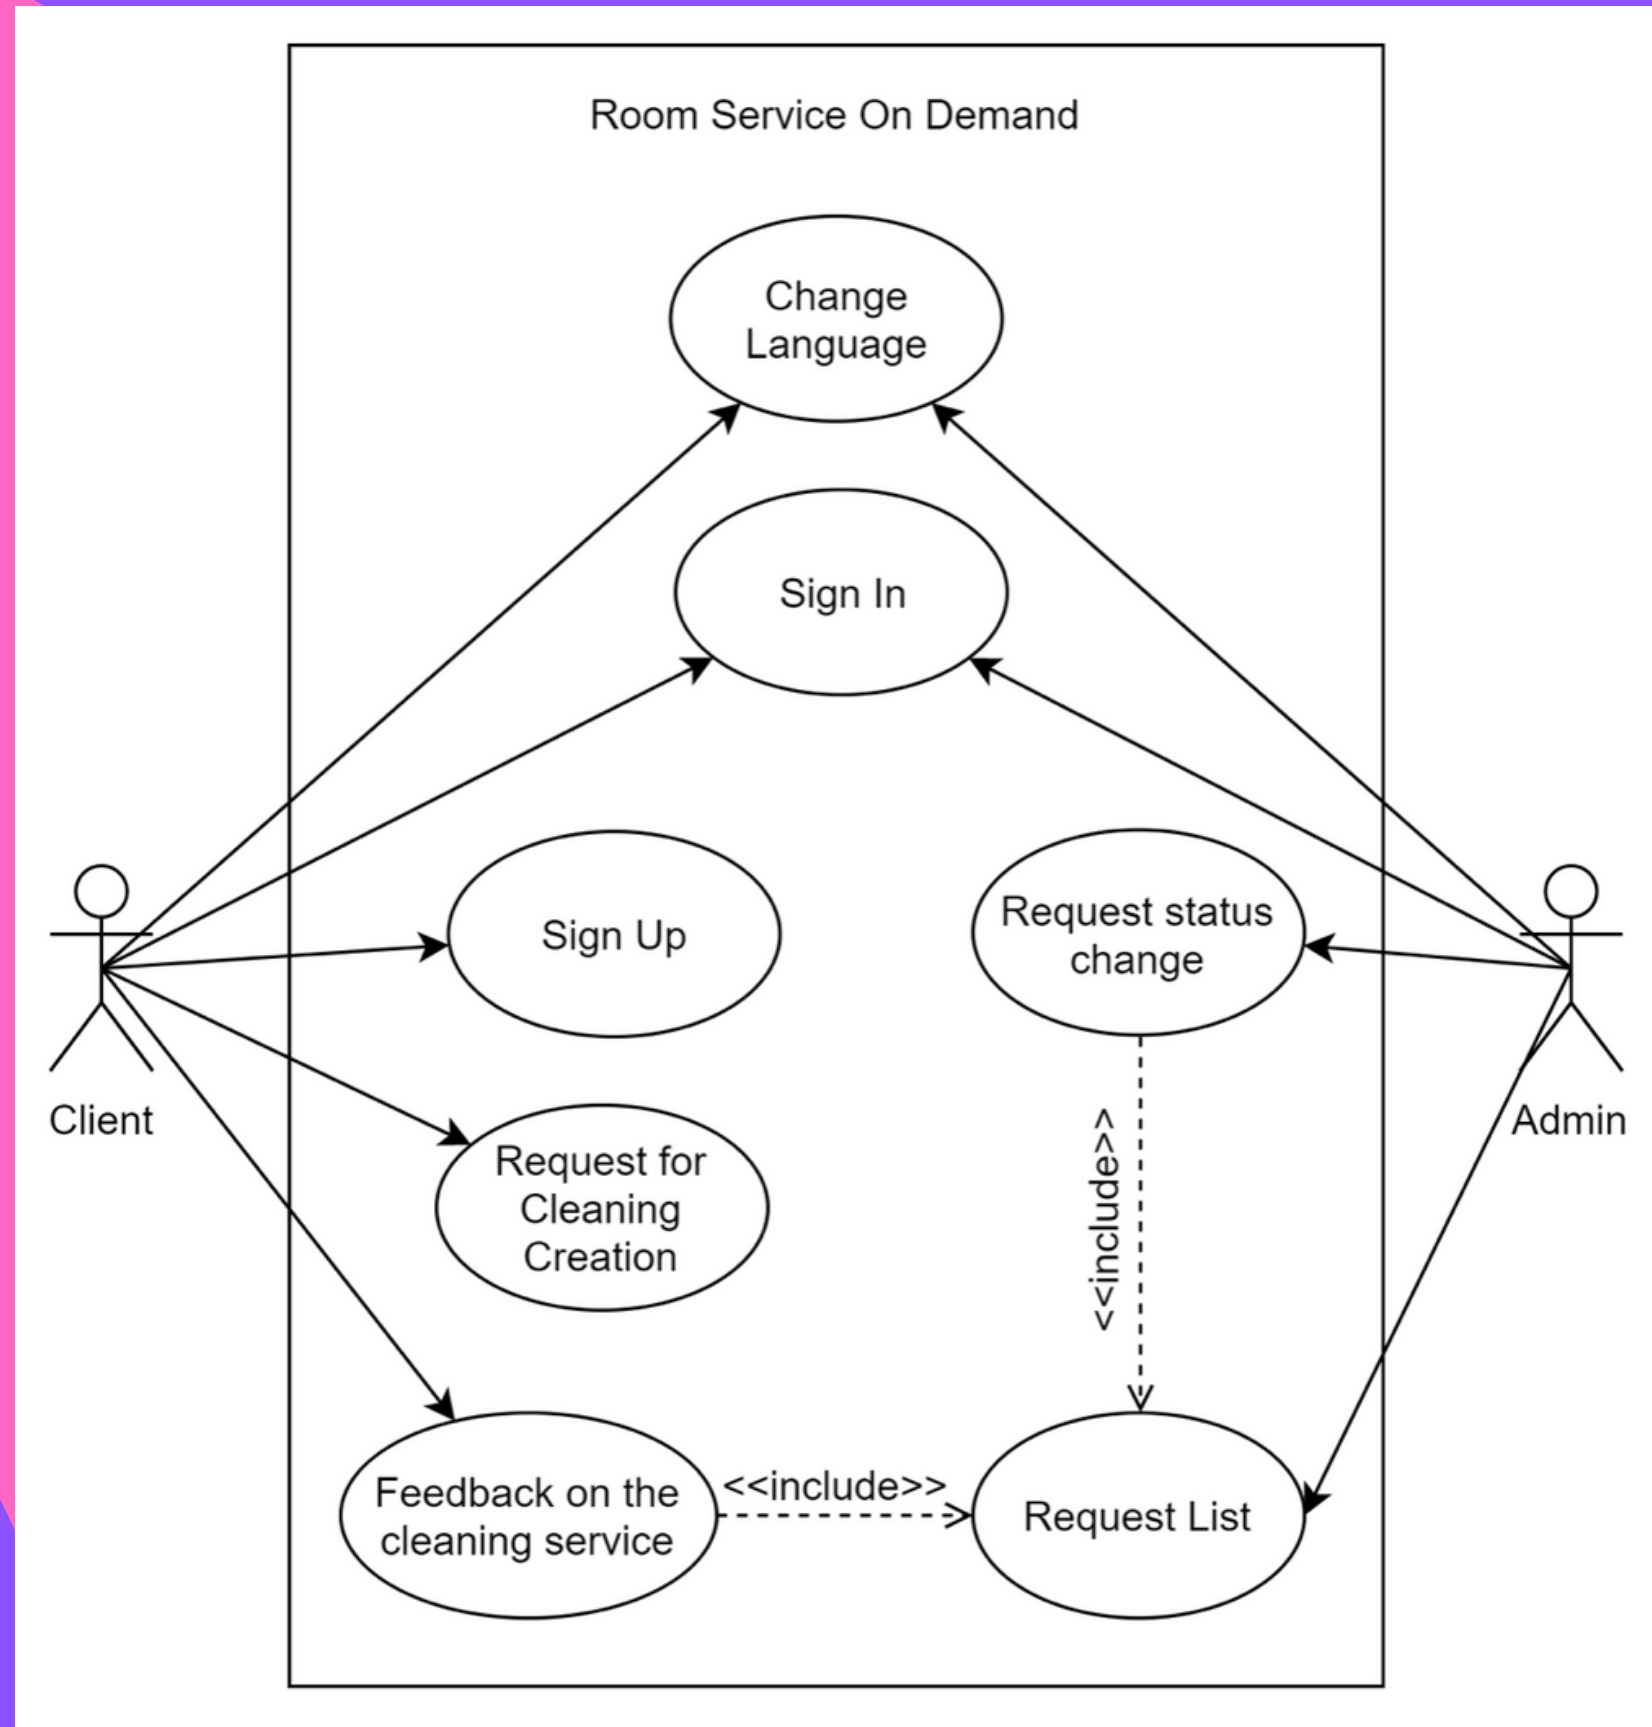 Room Service On Demand
Change
Language
Sign In
Sign Up
Request status
change
Client
Admin
Request for
Cleaning
Creation
<<include>>
Feedback on the
cleaning service
<<include>>
Request List